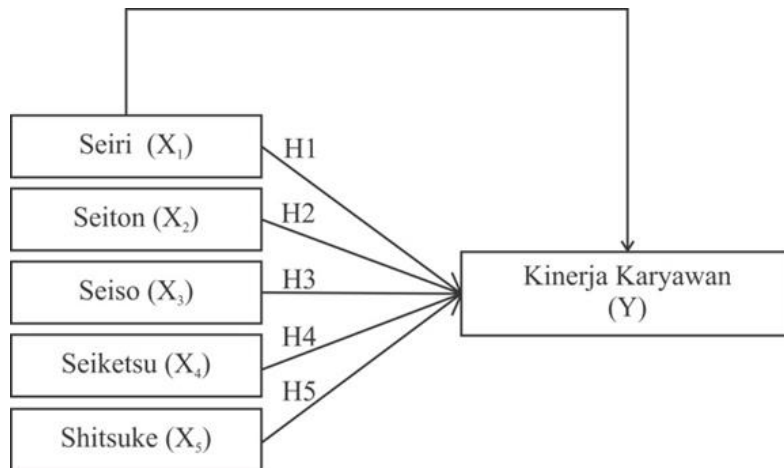 Seiri (X₁)
H1
Seiton (X₂)
H2
Seiso (X₃)
H3
Kinerja Karyawan
(Y)
Seiketsu (X₄)
H4
Shitsuke (X₅)
H5